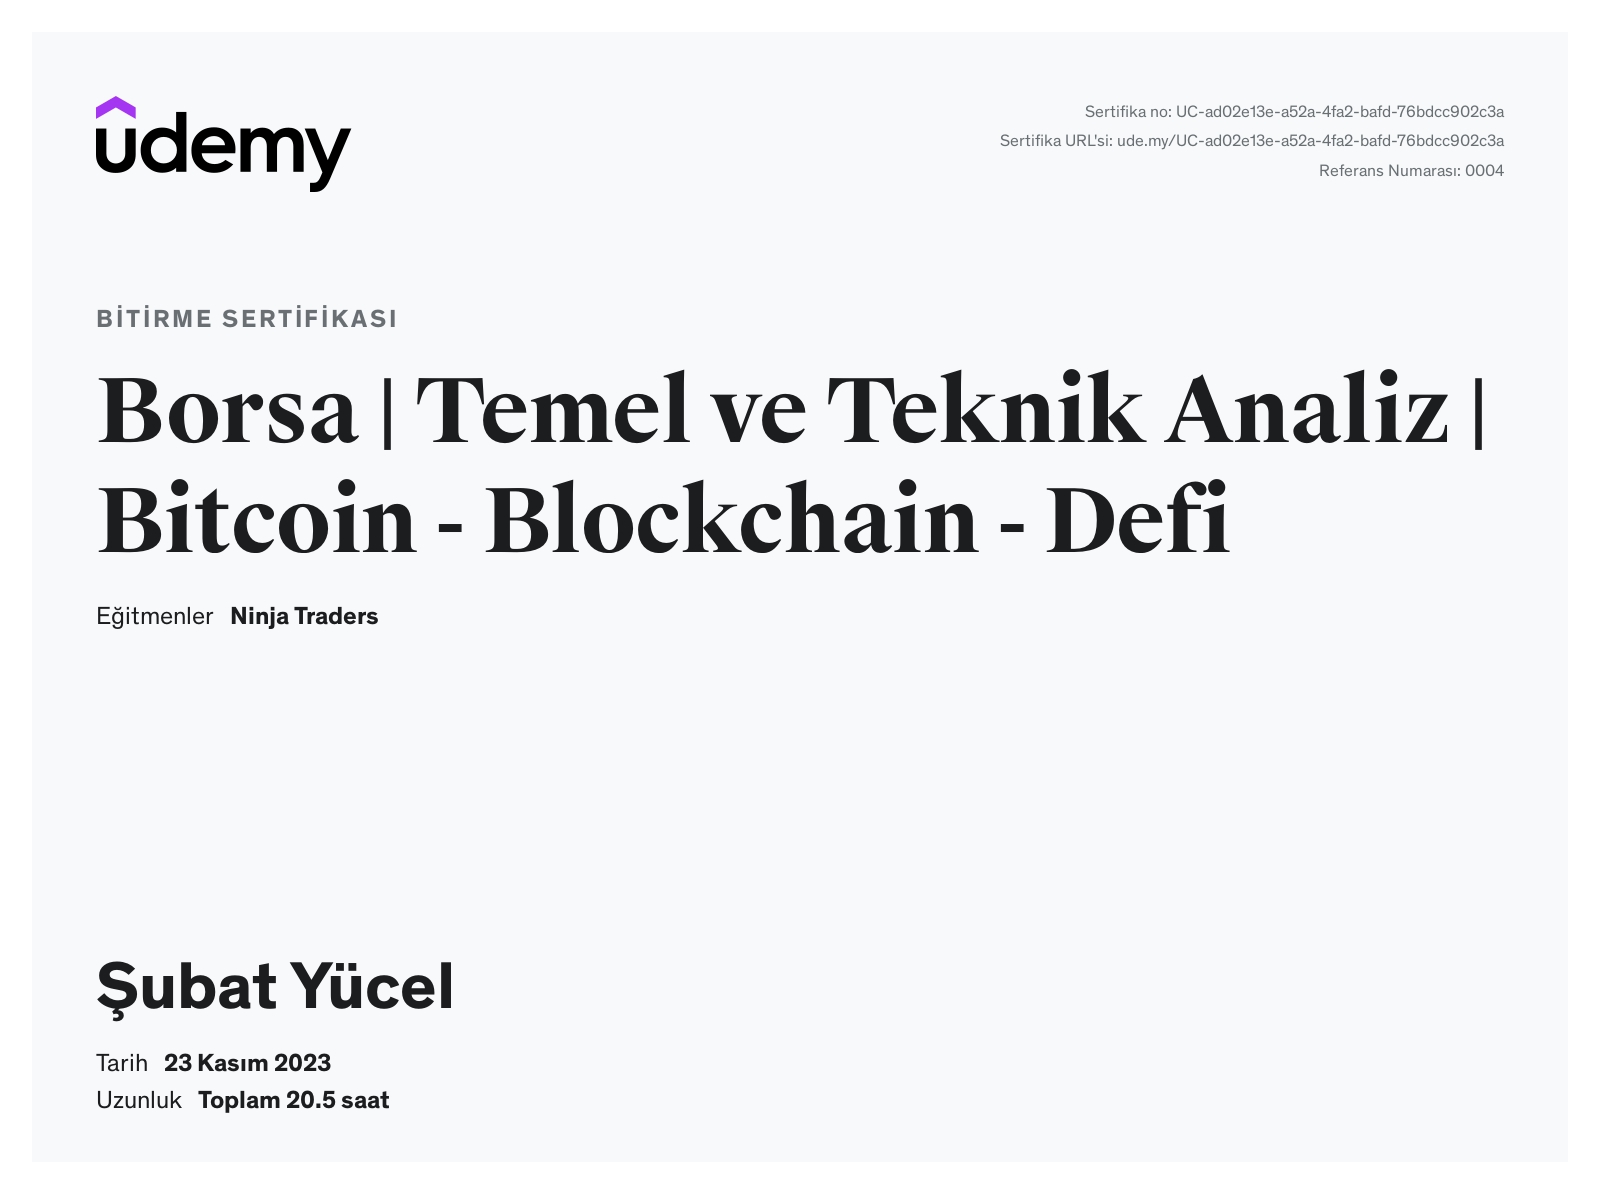 udemy
Sertifika no: UC-ad02e13e-a52a-4fa2-bafd-76bdcc902c3a
Sertifika URL'si: ude.my/UC-ad02e13e-a52a-4fa2-bafd-76bdcc902c3a
Referans Numarası: 0004
BİTİRME SERTİFİKASI
Borsa | Temel ve Teknik Analiz |
Bitcoin - Blockchain - Defi
Eğitmenler Ninja Traders
Şubat Yücel
Tarih 23 Kasım 2023
Uzunluk Toplam 20.5 saat